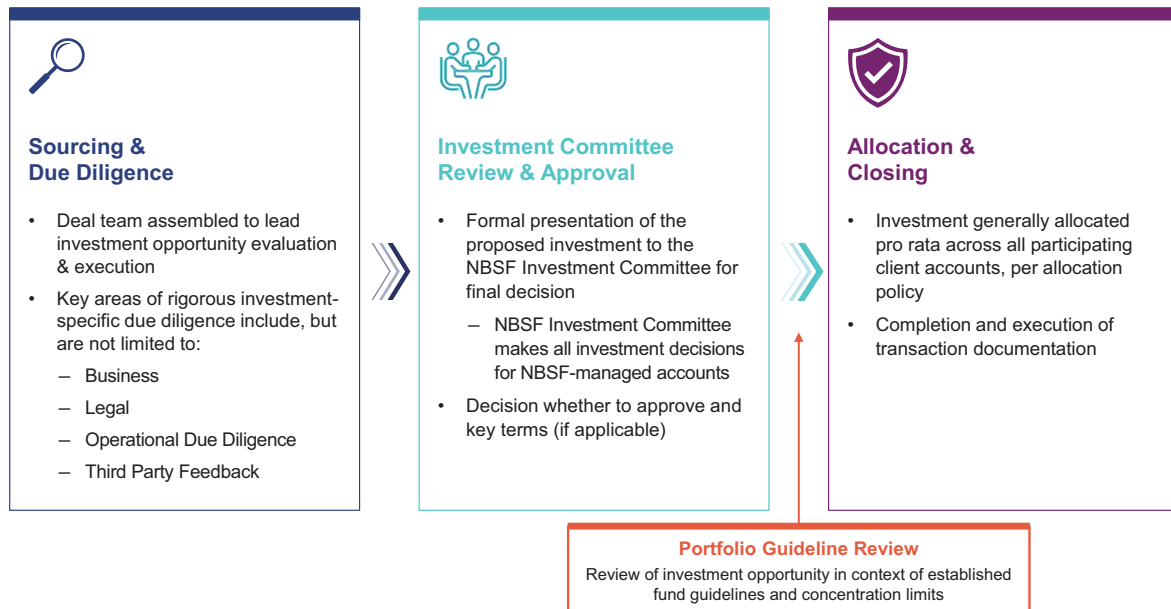 Sourcing &
Due Diligence
• Deal team assembled to lead
investment opportunity evaluation
& execution
• Key areas of rigorous investment-
specific due diligence include, but
are not limited to:
– Business
– Legal
– Operational Due Diligence
– Third Party Feedback
Investment Committee
Review & Approval
• Formal presentation of the
proposed investment to the
NBSF Investment Committee for
final decision
– NBSF Investment Committee
makes all investment decisions
for NBSF-managed accounts
• Decision whether to approve and
key terms (if applicable)
Allocation &
Closing
• Investment generally allocated
pro rata across all participating
client accounts, per allocation
policy
• Completion and execution of
transaction documentation
Portfolio Guideline Review
Review of investment opportunity in context of established
fund guidelines and concentration limits